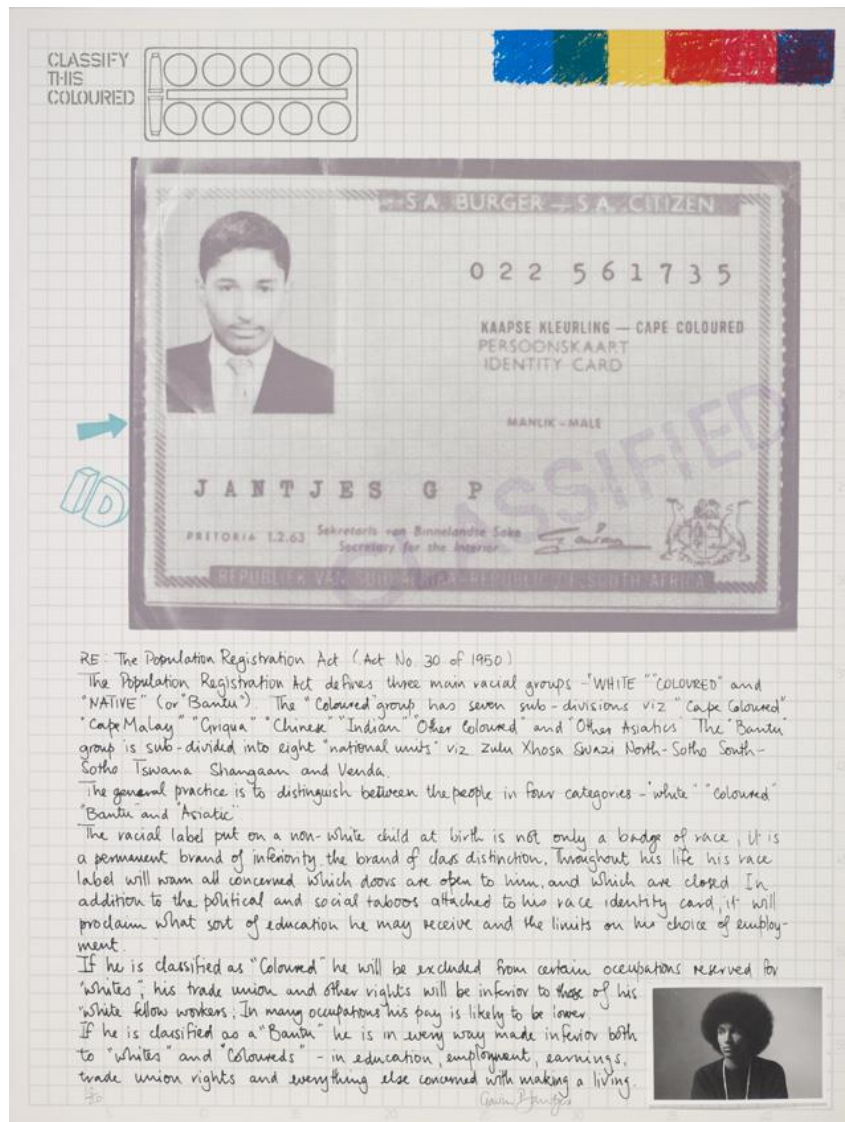 CLASSIFY
THIS
COLOURED
S.A. BURGER – S.A. CITIZEN
022 561735
KAAPSE KLEURLING – CAPE COLOURED
PERSOONSKAART
IDENTITY CARD
MANLIK – MALE
CLASSIFIED
ID
JANTJES G P
PRETORIA 1.2.63
Sekretaris van Binnelandse Sake
Secretary for the Interior
REPUBLIEK VAN SUID-AFRIKA–REPUBLIC OF SOUTH AFRICA
RE: The Population Registration Act (Act No. 30 of 1950)
The Population Registration Act defines three main racial groups - "WHITE" "COLOURED" and
"NATIVE" (or "Bantu"). The "Coloured" group has seven sub-divisions viz "Cape Coloured"
"Cape Malay" "Griqua" "Chinese" "Indian" "Other Coloured" and "Other Asiatics" The "Bantu"
group is sub-divided into eight "national units" viz Zulu Xhosa Swazi North-Sotho South-
Sotho Tswana Shangaan and Venda.
The general practice is to distinguish between the people in four categories - "white" "coloured"
"Bantu" and "Asiatic"
The racial label put on a non-white child at birth is not only a badge of race, it is
a permanent brand of inferiority, the brand of class distinction. Throughout his life his race
label will warn all concerned which doors are open to him, and which are closed In
addition to the political and social taboos attached to his race identity card, it will
proclaim what sort of education he may receive and the limits on his choice of employ-
ment.
If he is classified as "Coloured" he will be excluded from certain occupations reserved for
"whites"; his trade union and other rights will be inferior to those of his
"white fellow workers; In many occupations his pay is likely to be lower.
If he is classified as a "Bantu" he is in every way made inferior both
to "whites" and "Coloureds" - in education, employment, earnings,
trade union rights and everything else concerned with making a living.
Gavin Jantjes